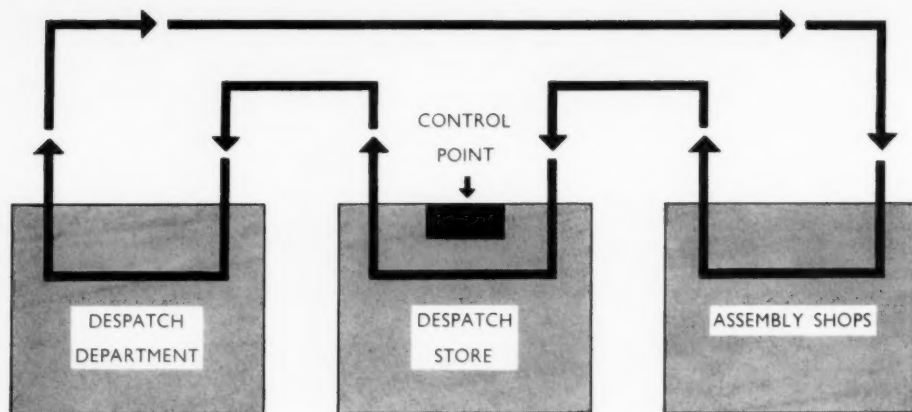 CONTROL
POINT
DESPATCH
DEPARTMENT
DESPATCH
STORE
ASSEMBLY SHOPS